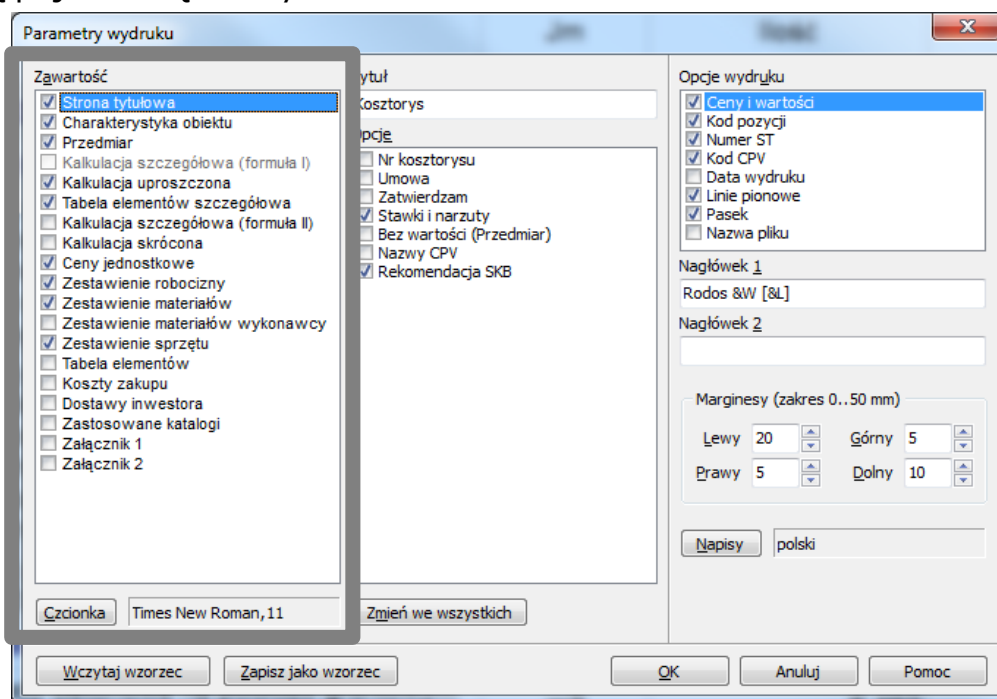 Parametry wydruku
Zawartość
Strona tytułowa
Charakterystyka obiektu
Przedmiar
Kalkulacja szczegółowa (formuła I)
Kalkulacja uproszczona
Tabela elementów szczegółowa
Kalkulacja szczegółowa (formuła II)
Kalkulacja skrócona
Ceny jednostkowe
Zestawienie robocizny
Zestawienie materiałów
Zestawienie materiałów wykonawcy
Zestawienie sprzętu
Tabela elementów
Koszty zakupu
Dostawy inwestora
Zastosowane katalogi
Załącznik 1
Załącznik 2
Czcionka Times New Roman,11
ytuł
Kosztorys
Opcje
Nr kosztorysu
Umowa
Zatwierdzam
Stawki i narzuty
Bez wartości (Przedmiar)
Nazwy CPV
Rekomendacja SKB
Zmień we wszystkich
Opcje wydruku
Ceny i wartości
Kod pozycji
Numer ST
Kod CPV
Data wydruku
Linie pionowe
Pasek
Nazwa pliku
Nagłówek 1
Rodos &W [&L]
Nagłówek 2
Marginesy (zakres 0..50 mm)
Lewy 20 Górny 5
Prawy 5 Dolny 10
Napisy polski
Wczytaj wzorzec Zapisz jako wzorzec OK Anuluj Pomoc